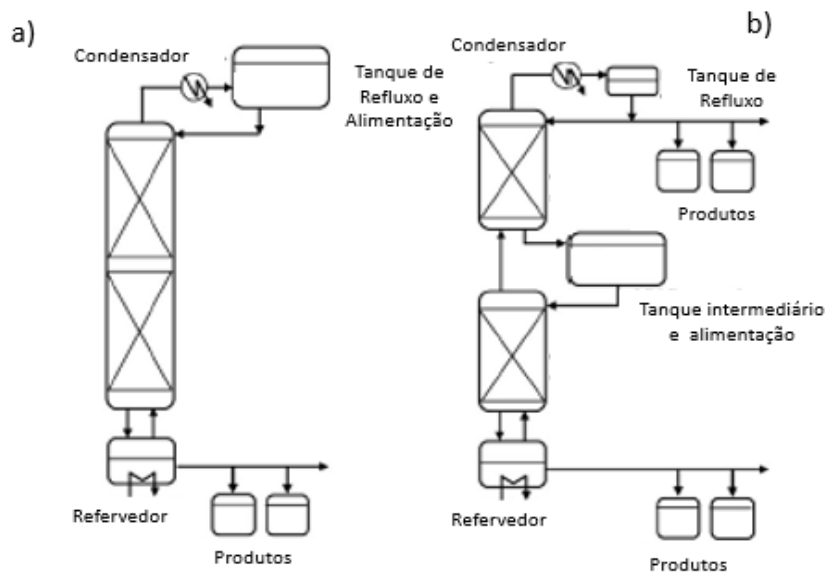 a)
Condensador
Tanque de
Refluxo e
Alimentação
Refervedor
Produtos
b)
Condensador
Tanque de
Refluxo
Produtos
Tanque intermediário
e alimentação
Refervedor
Produtos